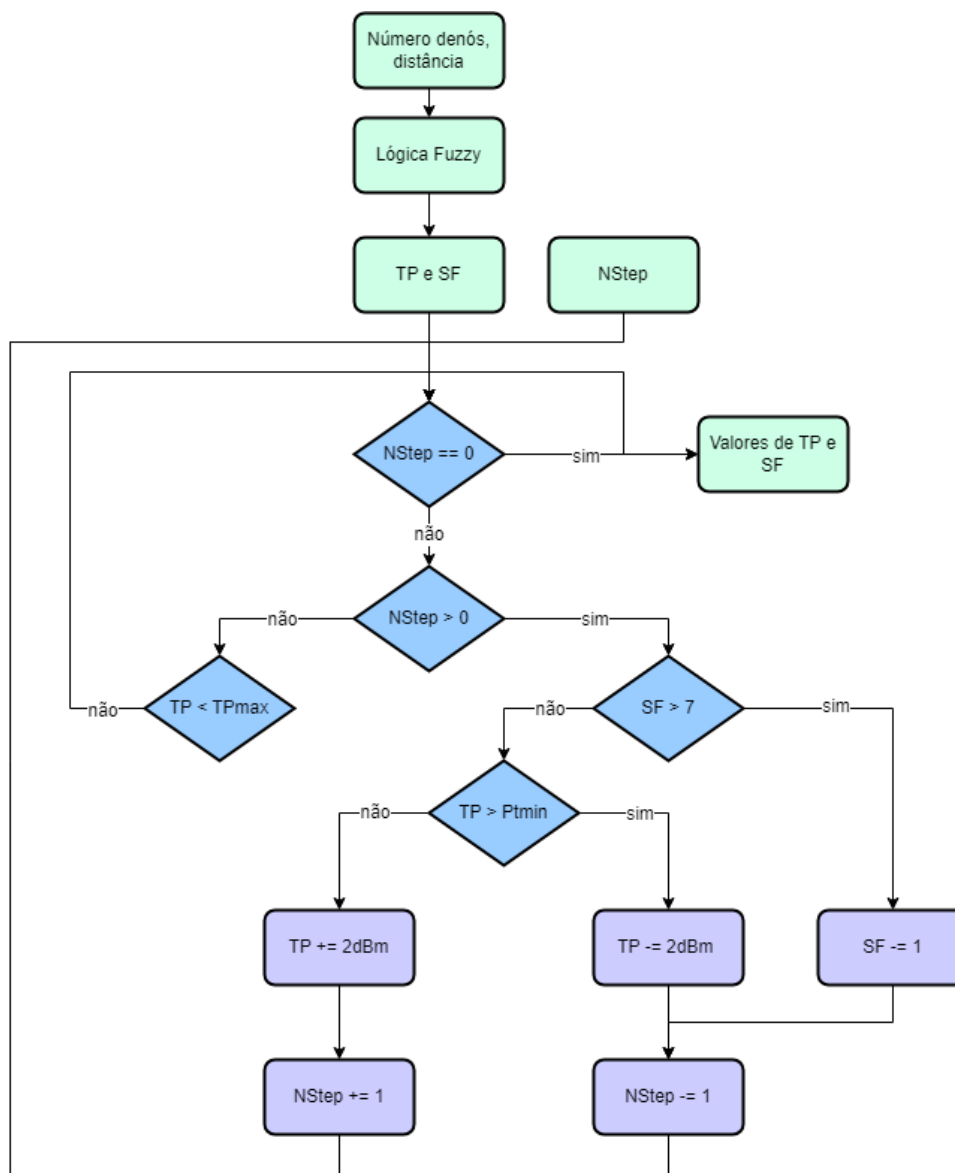 Número denós,
distância
Lógica Fuzzy
TP e SF
NStep
NStep == 0
sim
Valores de TP e
SF
não
NStep > 0
não
sim
TP < TPmax
não
SF > 7
não
sim
TP > Ptmin
não
sim
TP += 2dBm
TP -= 2dBm
SF -= 1
NStep += 1
NStep -= 1